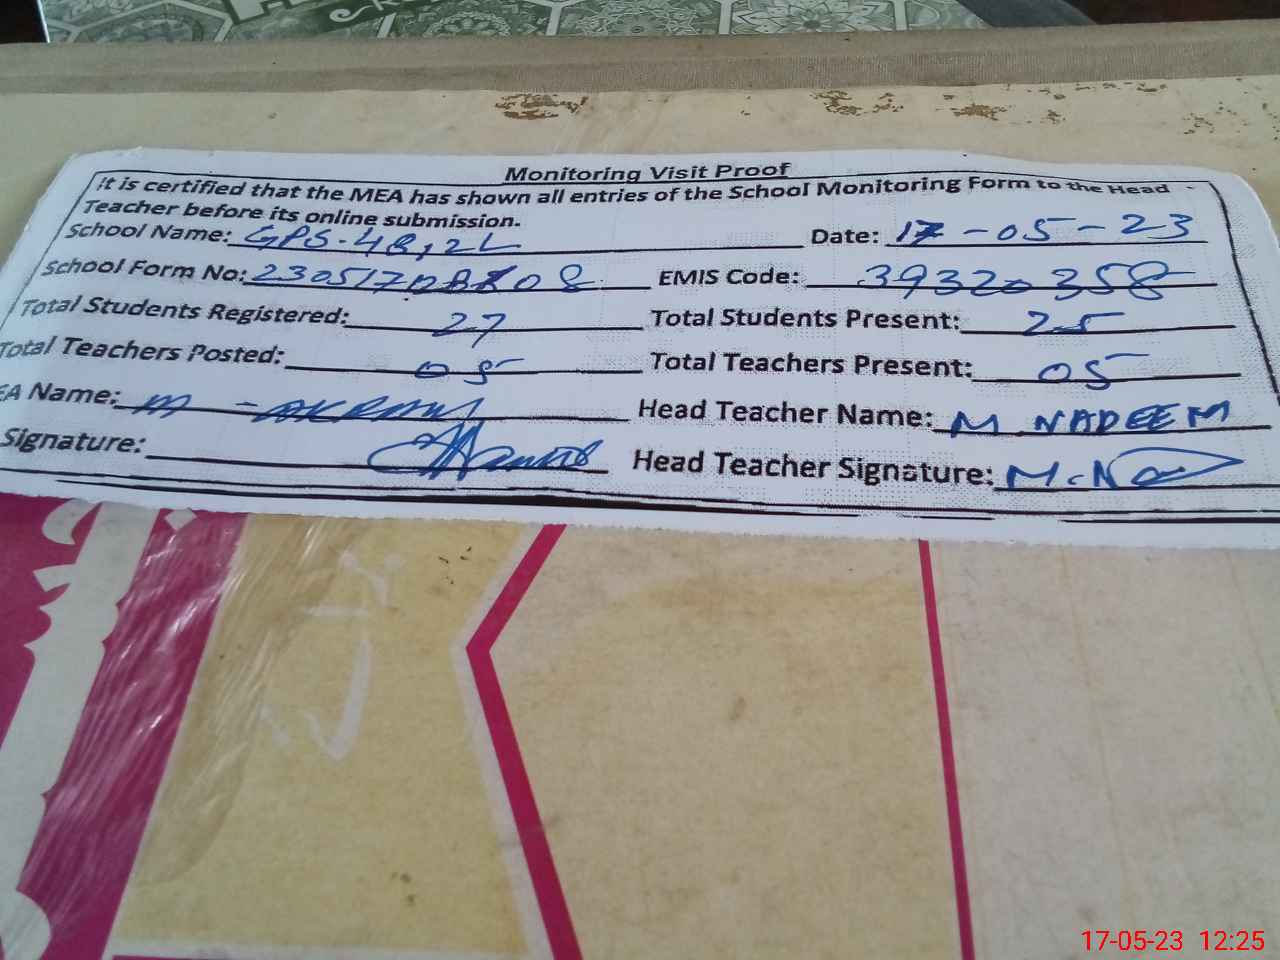 Monitoring Visit Proof
It is certified that the MEA has shown all entries of the School Monitoring Form to the Head
Teacher before its online submission.
School Name: GPS. Date: 17-05-23
School Form No: EMIS Code: 39320358
Total Students Registered: 27 Total Students Present: 25
Total Teachers Posted: 05 Total Teachers Present: 05
EA Name: M - AKRAM Head Teacher Name: M NADEEM
Signature: Head Teacher Signature:
17-05-23 12:25